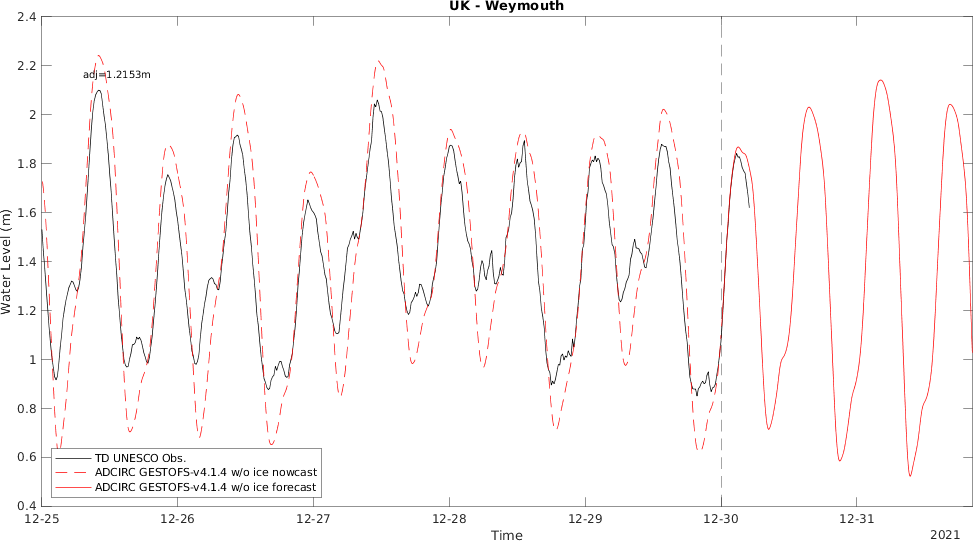 UK - Weymouth
2.4
2.2
2
1.8
1.6
1.4
1.2
1
0.8
0.6
0.4
Water Level (m)
adj=1.2153m
TD UNESCO Obs.
ADCIRC GESTOFS-v4.1.4 w/o ice nowcast
ADCIRC GESTOFS-v4.1.4 w/o ice forecast
12-25 12-26 12-27 12-28 12-29 12-30 12-31
Time
2021